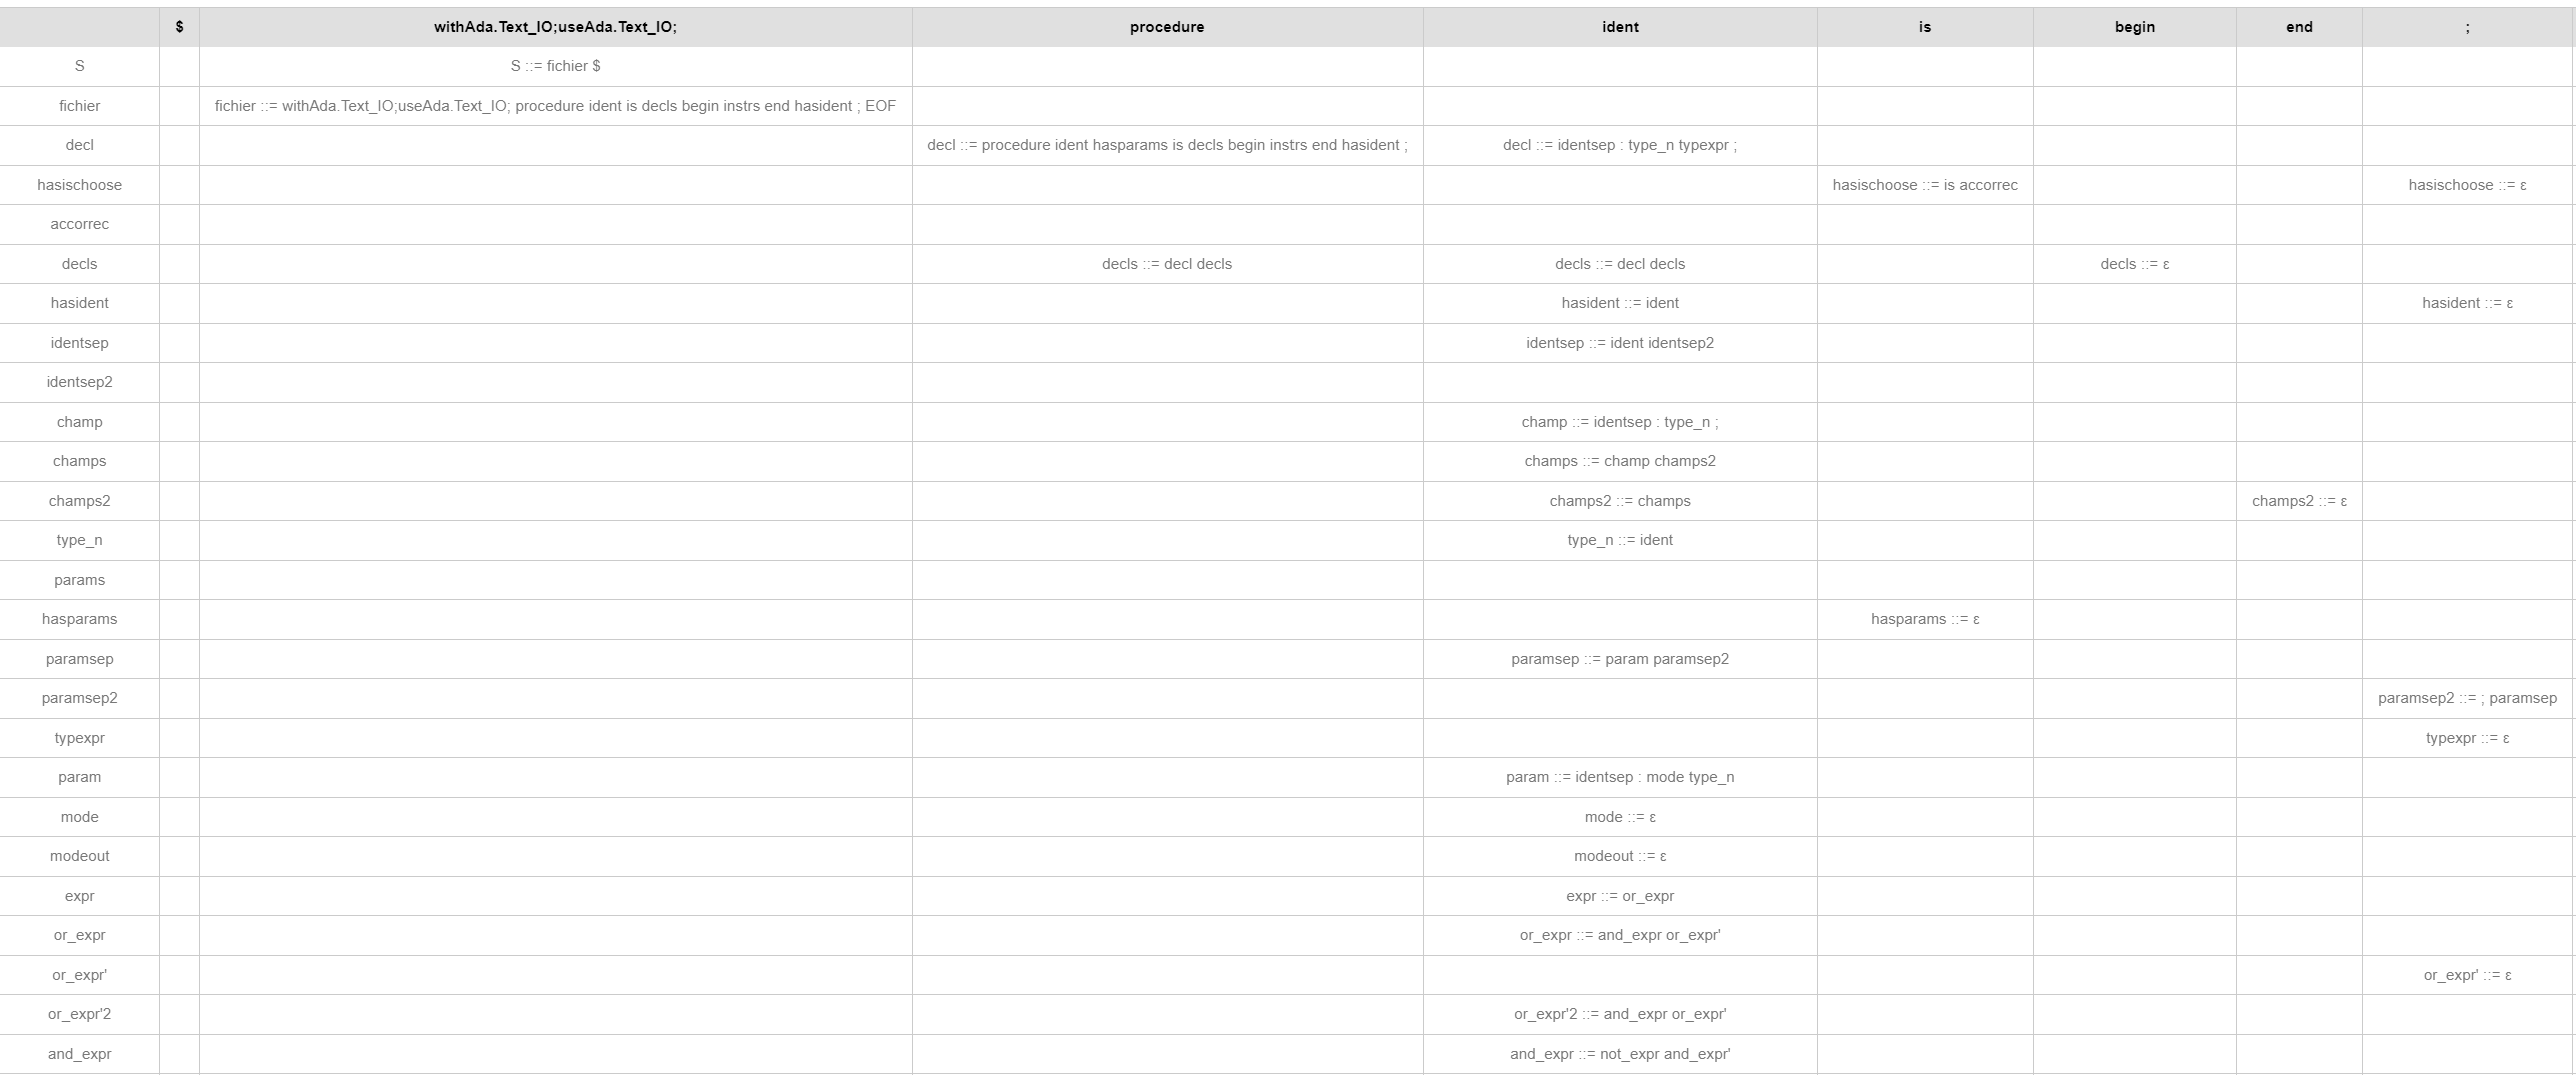 $ withAda.Text_IO;useAda.Text_IO; procedure ident is begin end ;
S S ::= fichier $
fichier fichier ::= withAda.Text_IO;useAda.Text_IO; procedure ident is decls begin instrs end hasident ; EOF
decl decl ::= procedure ident hasparams is decls begin instrs end hasident ; decl ::= identsep : type_n typexpr ;
hasischoose hasischoose ::= is accorrec hasischoose ::= ε
accorrec
decls decls ::= decl decls decls ::= decl decls decls ::= ε
hasident hasident ::= ident hasident ::= ε
identsep identsep ::= ident identsep2
identsep2
champ champ ::= identsep : type_n ;
champs champs ::= champ champs2
champs2 champs2 ::= champs champs2 ::= ε
type_n type_n ::= ident
params
hasparams hasparams ::= ε
paramsep paramsep ::= param paramsep2
paramsep2 paramsep2 ::= ; paramsep
typexpr typexpr ::= ε
param param ::= identsep : mode type_n
mode mode ::= ε
modeout modeout ::= ε
expr expr ::= or_expr
or_expr or_expr ::= and_expr or_expr'
or_expr' or_expr' ::= ε
or_expr'2 or_expr'2 ::= and_expr or_expr'
and_expr and_expr ::= not_expr and_expr'